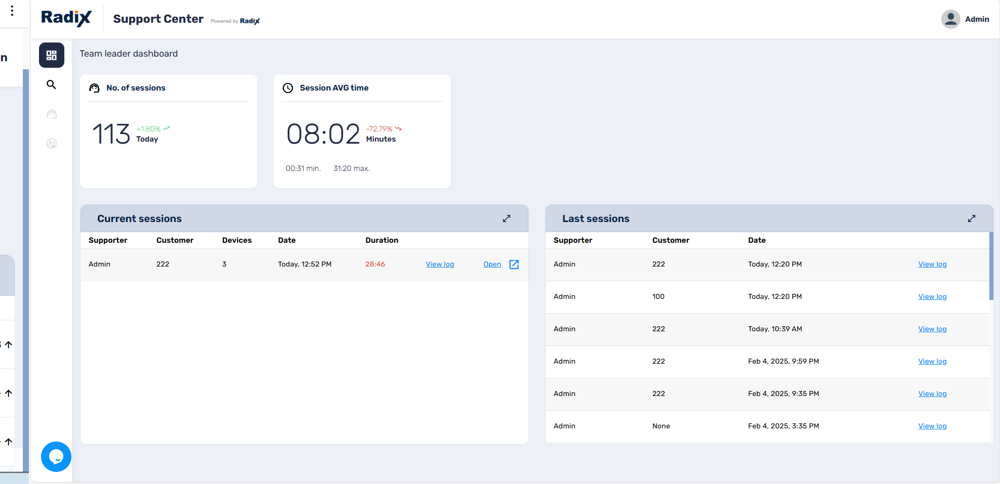 Radix
Support Center Powered by Radix
Admin
n
Team leader dashboard
No. of sessions
113 +1.80% Today
Session AVG time
08:02 -72.79% Minutes
00:31 min. 31:20 max.
Current sessions
Supporter Customer Devices Date Duration
Admin 222 3 Today, 12:52 PM 28:46 View log Open
Last sessions
Supporter Customer Date
Admin 222 Today, 12:20 PM View log
Admin 100 Today, 12:20 PM View log
Admin 222 Today, 10:39 AM View log
Admin 222 Feb 4, 2025, 9:59 PM View log
Admin 222 Feb 4, 2025, 9:35 PM View log
Admin None Feb 4, 2025, 3:35 PM View log